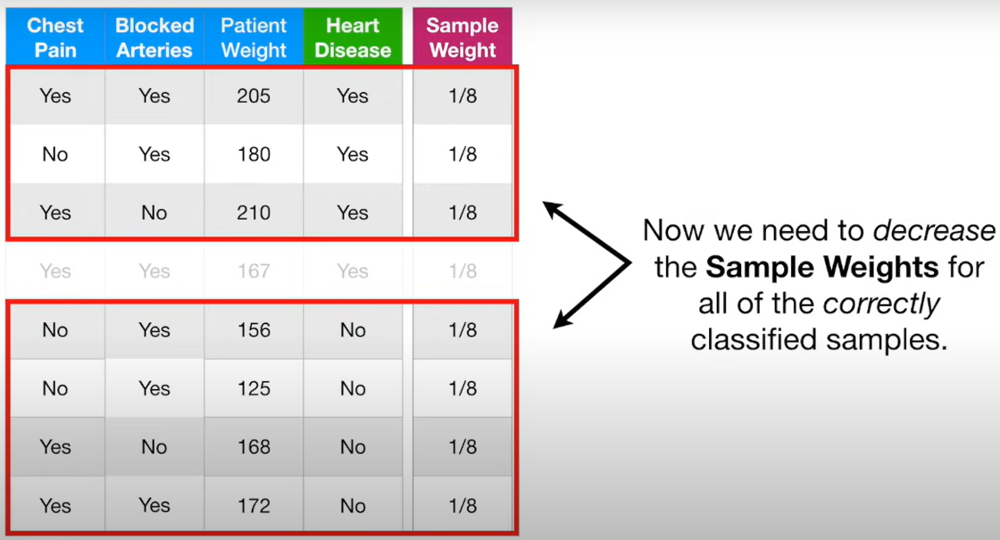 Chest Pain Blocked Arteries Patient Weight Heart Disease Sample Weight
Yes Yes 205 Yes 1/8
No Yes 180 Yes 1/8
Yes No 210 Yes 1/8
Yes Yes 167 Yes 1/8
No Yes 156 No 1/8
No Yes 125 No 1/8
Yes No 168 No 1/8
Yes Yes 172 No 1/8
Now we need to decrease
the Sample Weights for
all of the correctly
classified samples.